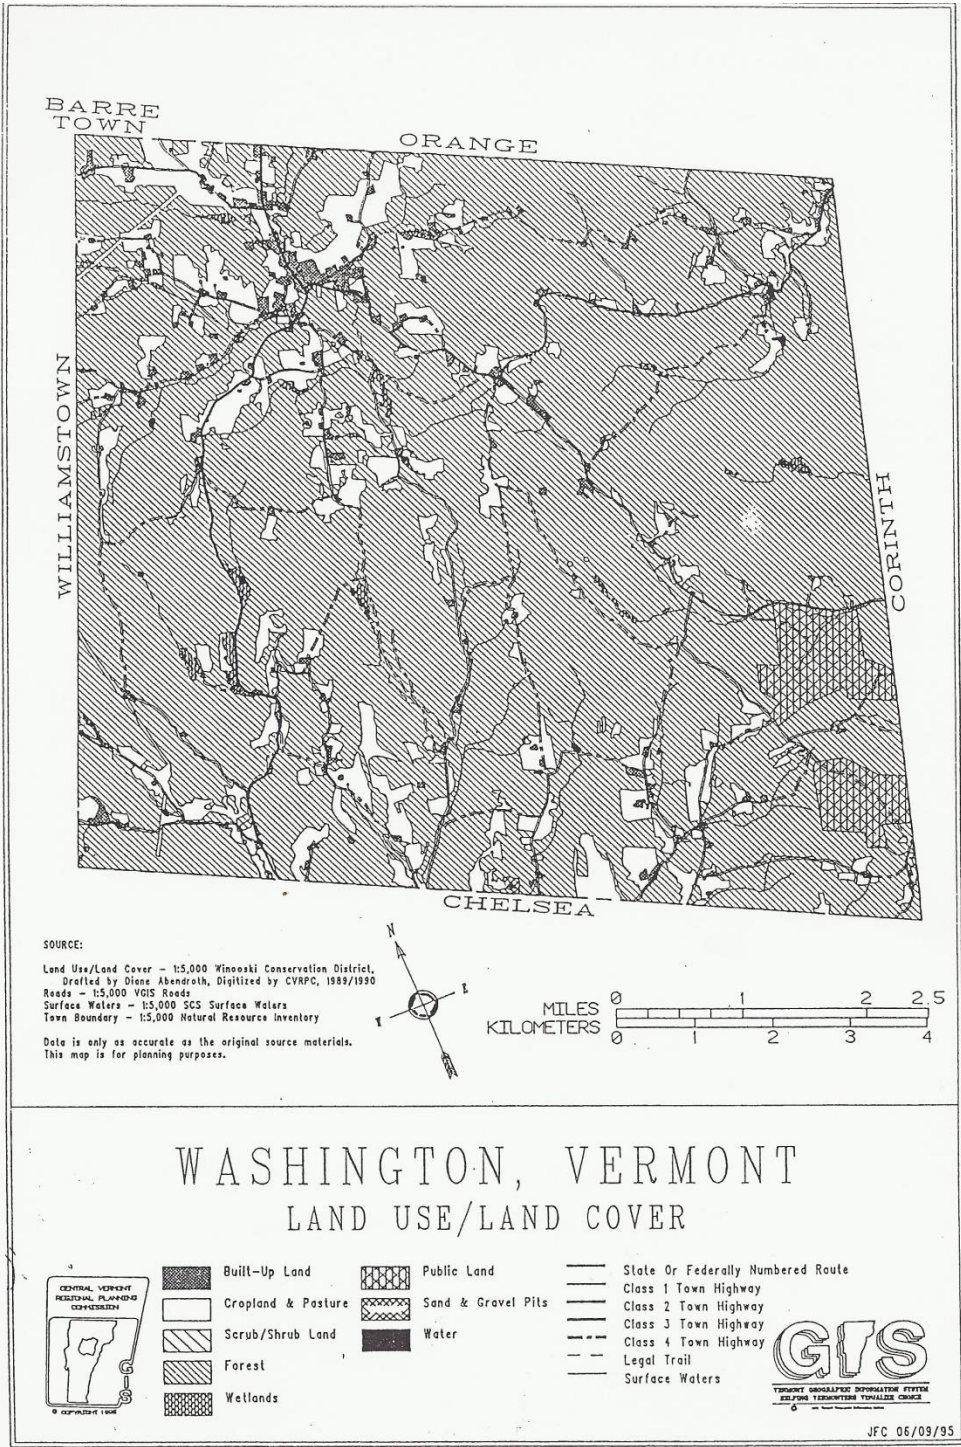 BARRE
TOWN
ORANGE
WILLIAMSTOWN
CORINTH
CHELSEA
SOURCE:
Land Use/Land Cover - 1:5,000 Winooski Conservation District,
Drafted by Diane Abendroth, Digitized by CVRPC, 1989/1990
Roads - 1:5,000 VGIS Roads
Surface Waters - 1:5,000 SCS Surface Waters
Town Boundary - 1:5,000 Natural Resource Inventory
Data is only as accurate as the original source materials.
This map is for planning purposes.
N
E
MILES 0 1 2 2.5
KILOMETERS 0 1 2 3 4
WASHINGTON, VERMONT
LAND USE/LAND COVER
CENTRAL VERMONT
REGIONAL PLANNING
COMMISSION
GIS
Built-Up Land
Cropland & Pasture
Scrub/Shrub Land
Forest
Wetlands
Public Land
Sand & Gravel Pits
Water
State Or Federally Numbered Route
Class 1 Town Highway
Class 2 Town Highway
Class 3 Town Highway
Class 4 Town Highway
Legal Trail
Surface Waters
GIS
VERMONT GEOGRAPHIC INFORMATION SYSTEM
HELPING VERMONTERS VISUALIZE CHOICE
JFC 06/09/95